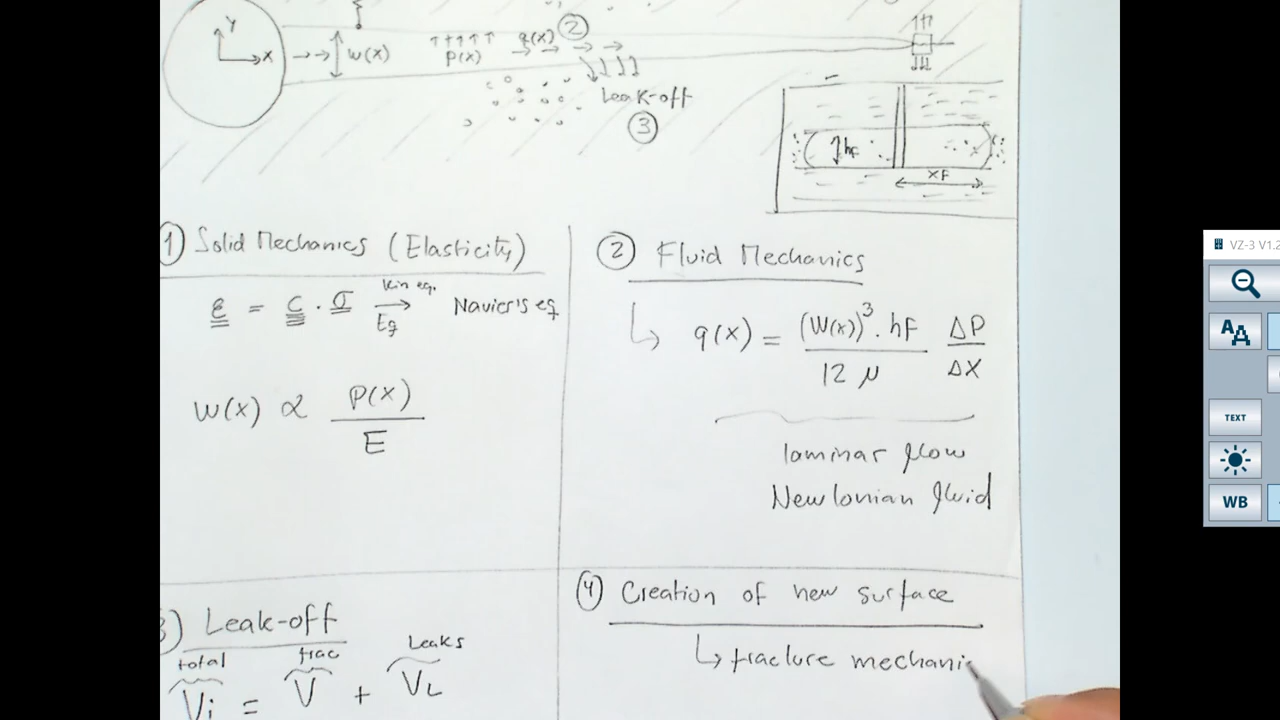 Y
X
W(x)
P(x)
q(x)
2
Leak-off
3
hf
XF
1) Solid Mechanics (Elasticity)
ε = C · σ
Kin eq.
→
Eq
Navier's eq
W(x) ∝ P(x) / E
2 Fluid Mechanics
q(x) = (W(x))³ · hF / 12 μ ΔP / ΔX
laminar flow
Newtonian fluid
3) Leak-off
total frac Leaks
Vi = V + VL
4 Creation of new surface
↳ fracture mechani
VZ-3 V1.2
AA
TEXT
WB